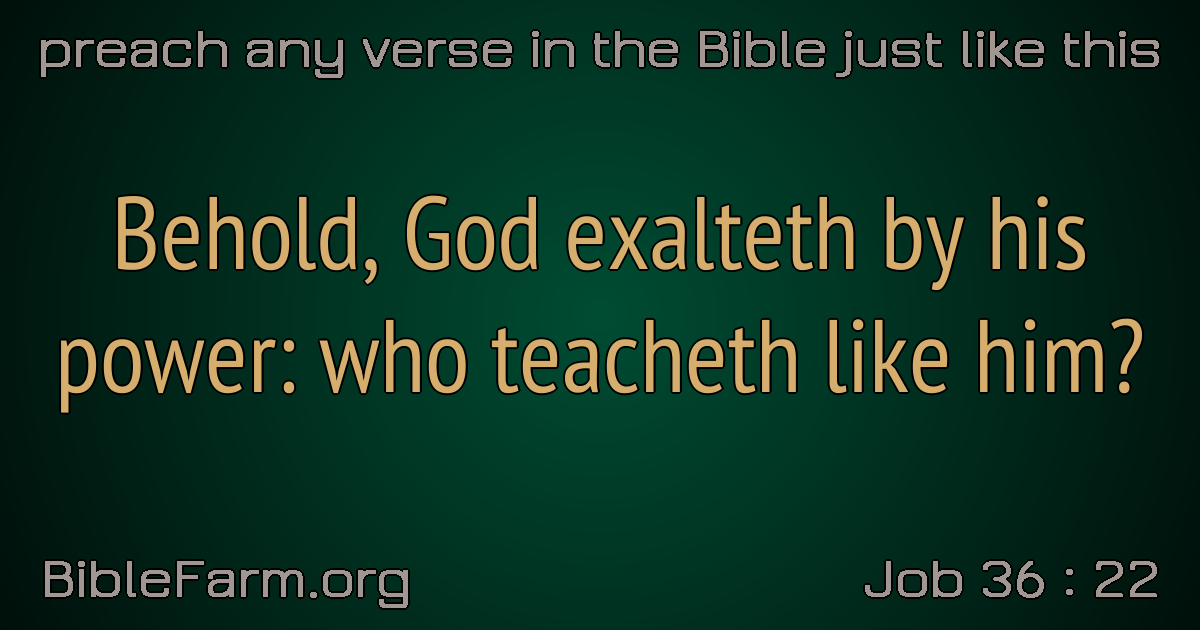 preach any verse in the Bible just like this
Behold, God exalteth by his
power: who teacheth like him?
BibleFarm.org
Job 36 : 22